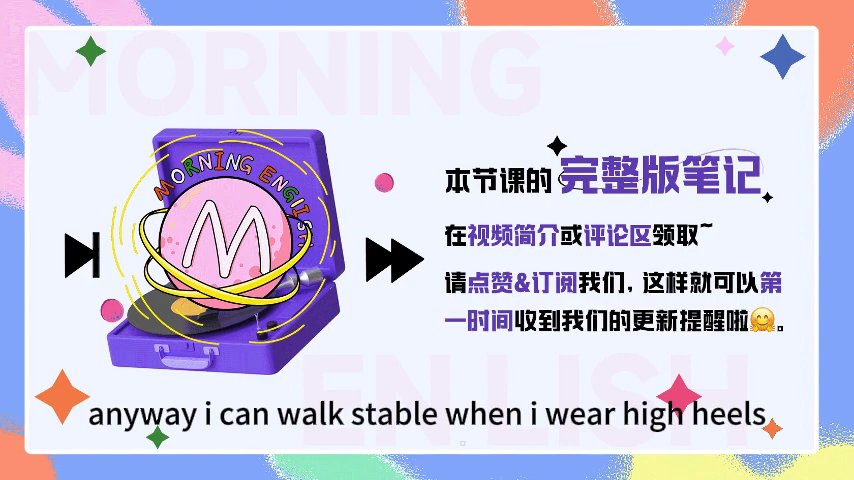 MORNING
MORNING ENGLISH
M
本节课的 完整版笔记
在视频简介或评论区领取~
请点赞&订阅我们，这样就可以第
一时间收到我们的更新提醒啦🤗。
EN LISH
anyway i can walk stable when i wear high heels